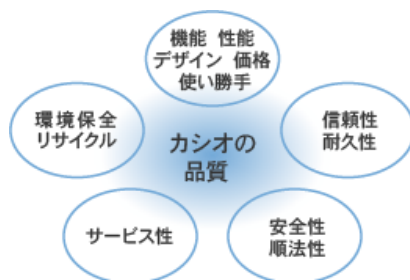 機能 性能
デザイン 価格
使い勝手
環境保全
リサイクル
信頼性
耐久性
カシオの
品質
サービス性
安全性
順法性